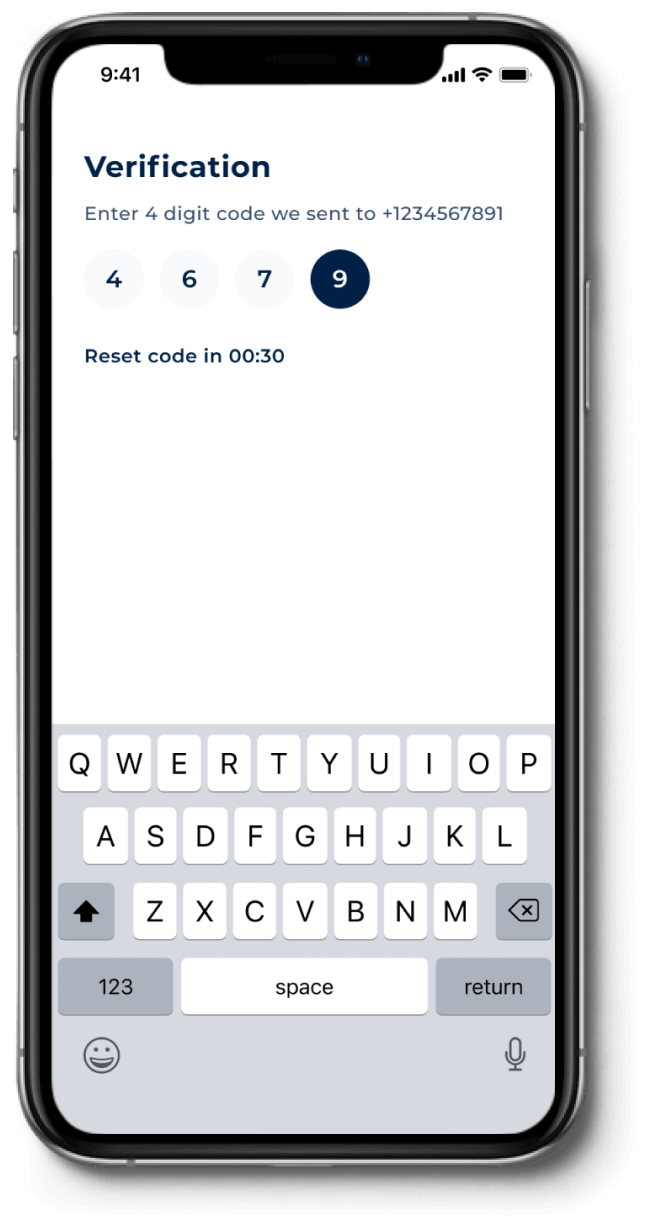 9:41
Verification
Enter 4 digit code we sent to +1234567891
4 6 7 9
Reset code in 00:30
Q W E R T Y U I O P
A S D F G H J K L
Z X C V B N M
123 space return